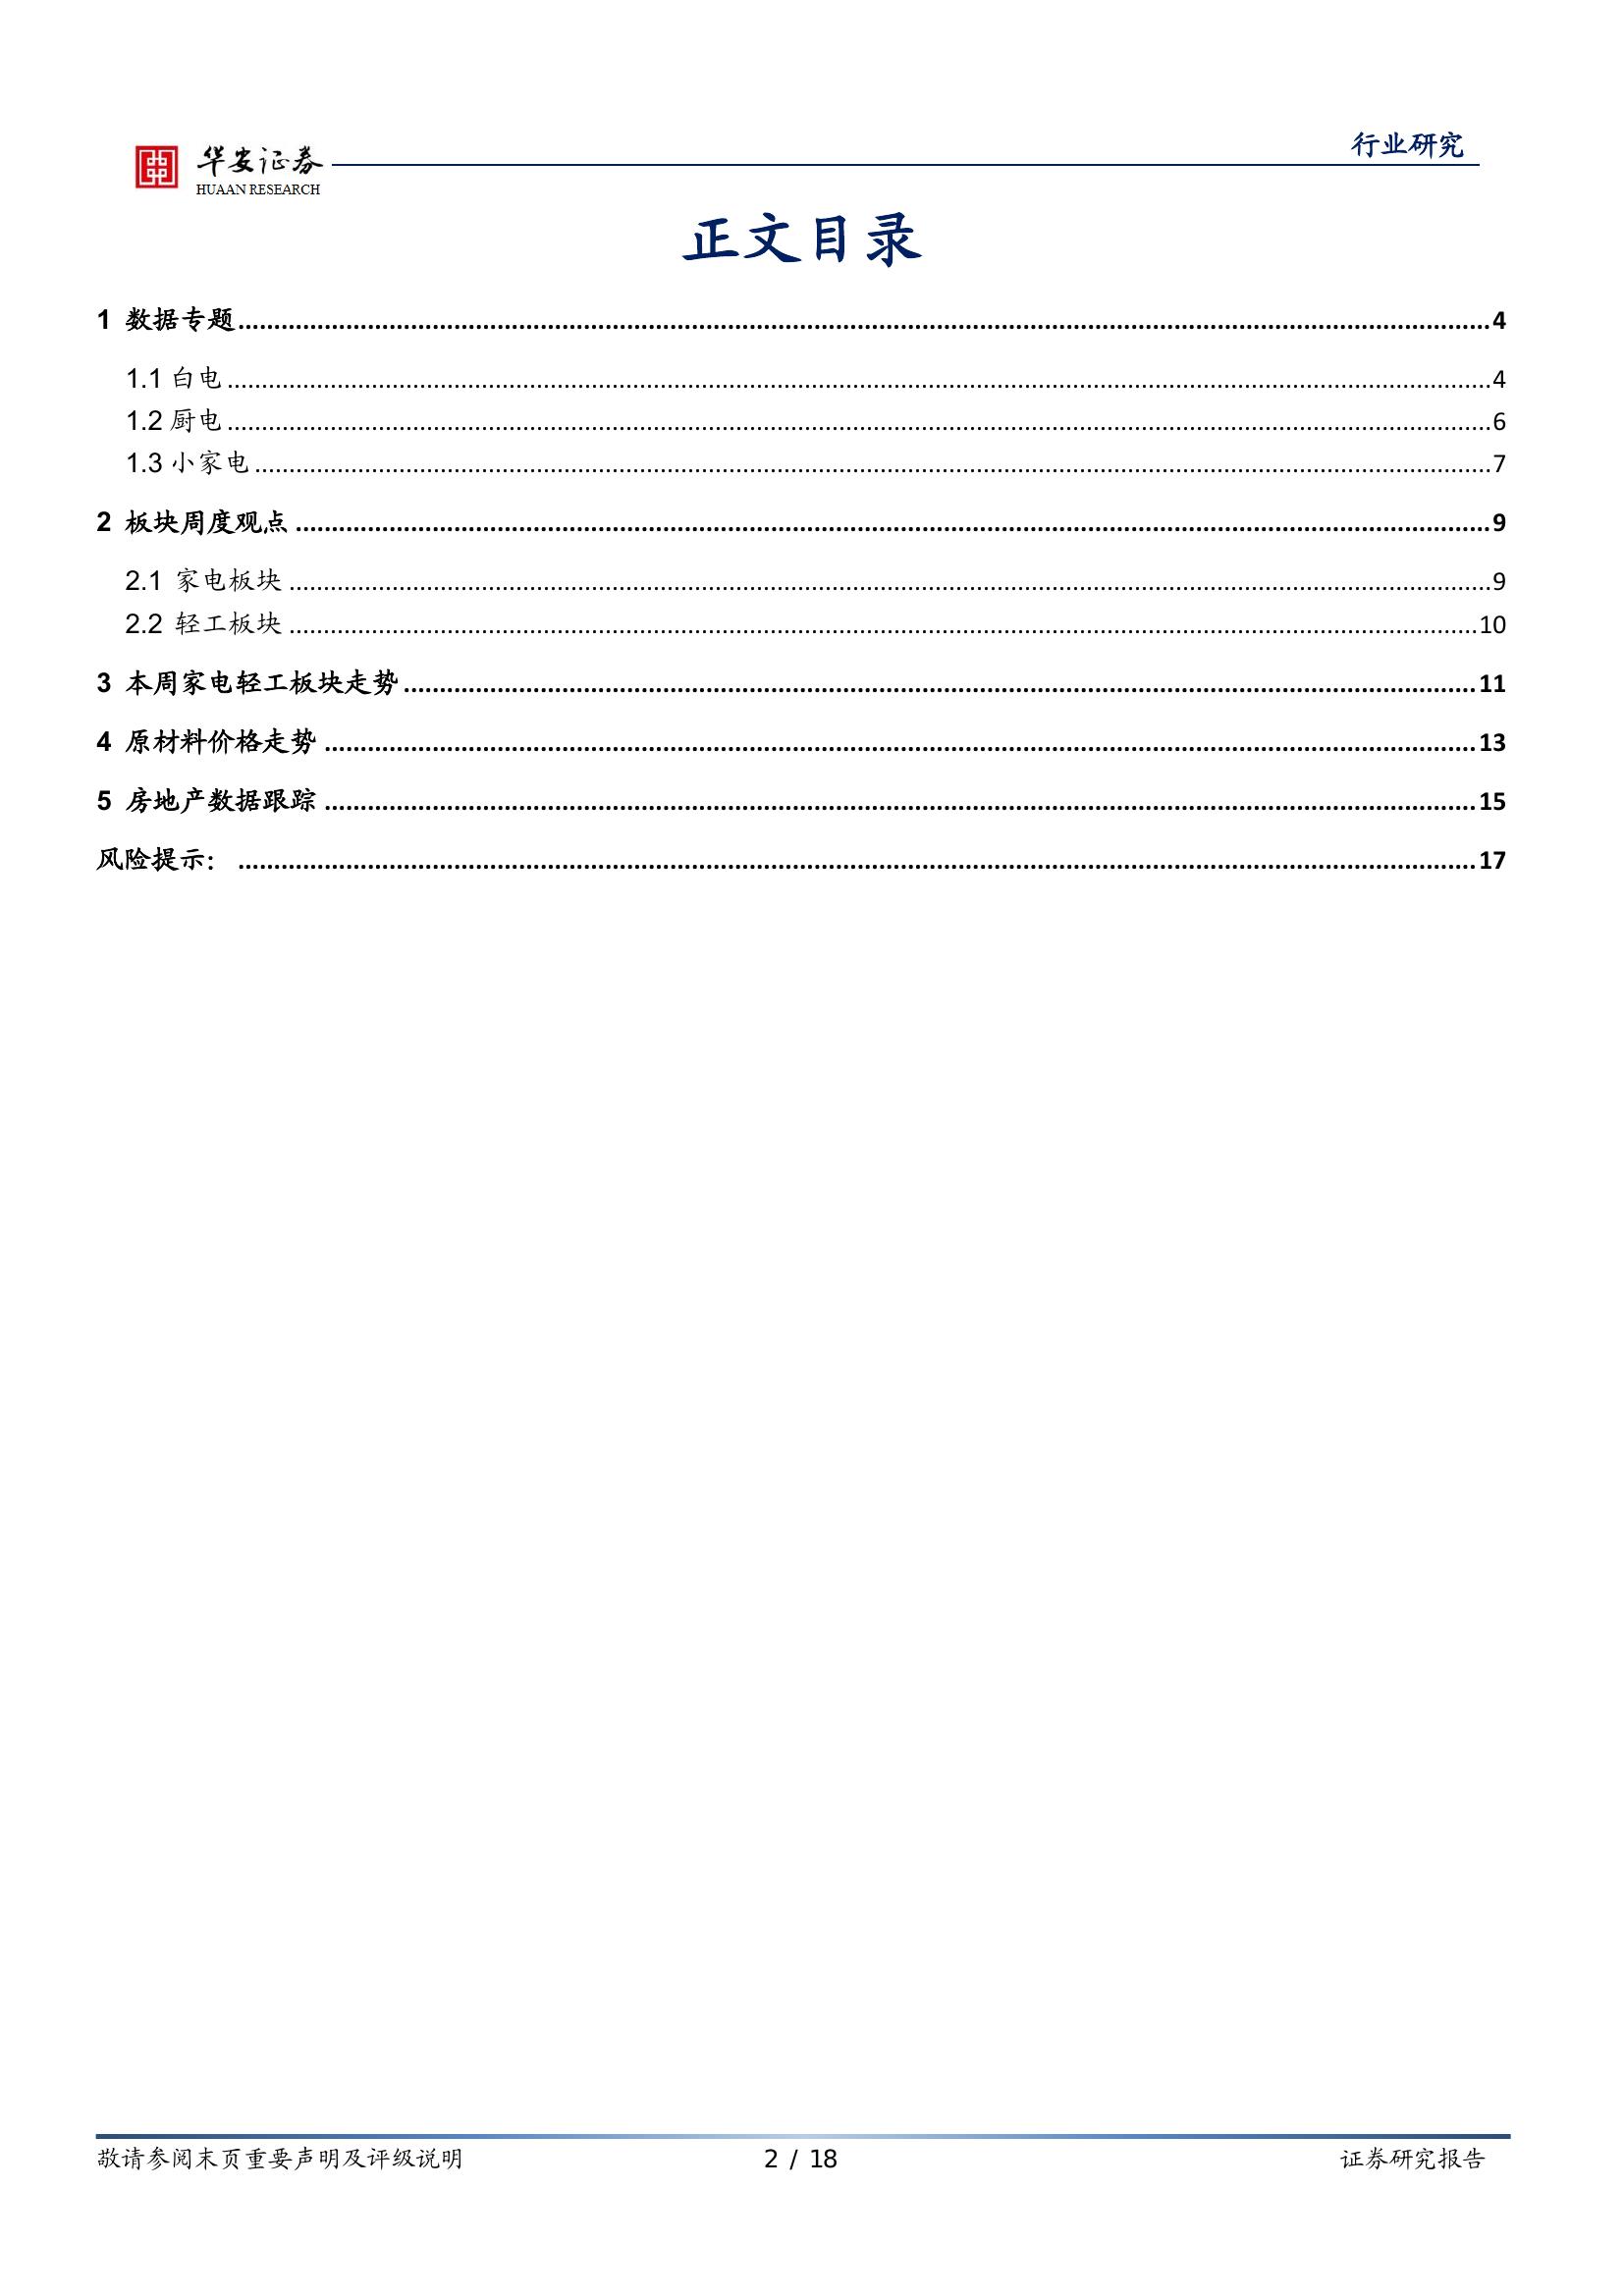 行业研究
华安证券
HUAAN RESEARCH
正文目录
1 数据专题....................4
1.1 白电....................4
1.2 厨电....................6
1.3 小家电....................7
2 板块周度观点....................9
2.1 家电板块....................9
2.2 轻工板块....................10
3 本周家电轻工板块走势....................11
4 原材料价格走势....................13
5 房地产数据跟踪....................15
风险提示：....................17
敬请参阅末页重要声明及评级说明 2 / 18 证券研究报告